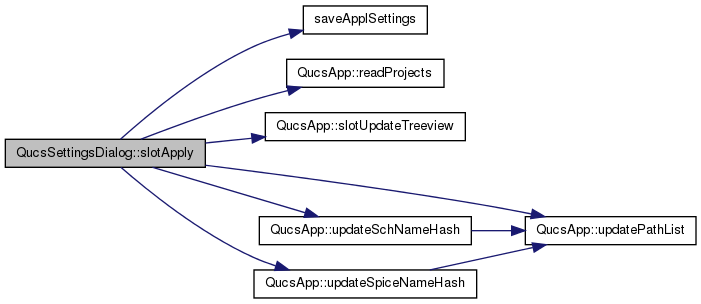 saveApplSettings
QucsApp::readProjects
QucsApp::slotUpdateTreeview
QucsSettingsDialog::slotApply
QucsApp::updateSchNameHash
QucsApp::updatePathList
QucsApp::updateSpiceNameHash